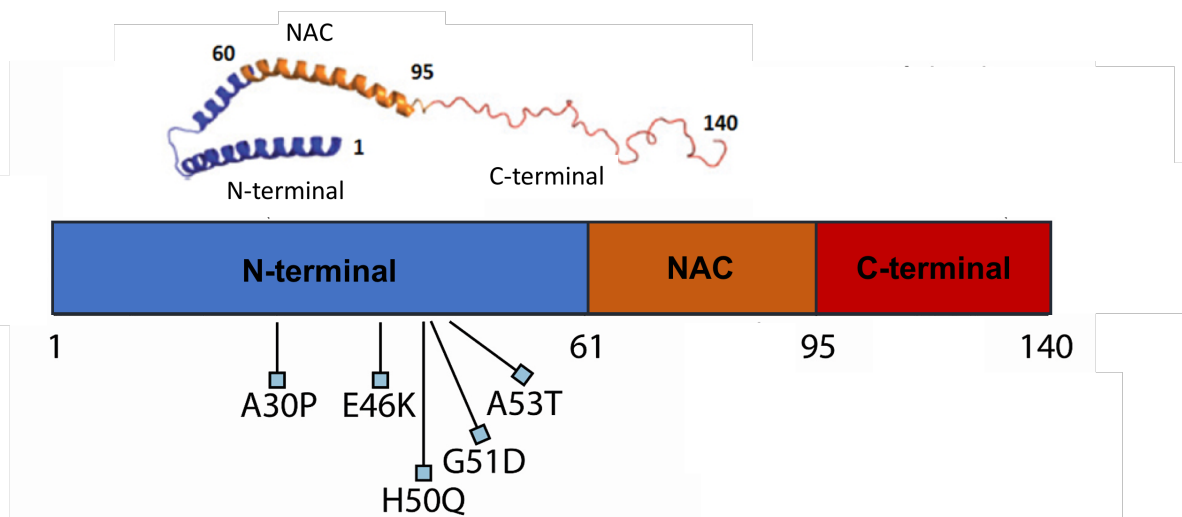 NAC
60
95
140
1
N-terminal
C-terminal
N-terminal NAC C-terminal
1 61 95 140
A30P E46K A53T
G51D
H50Q